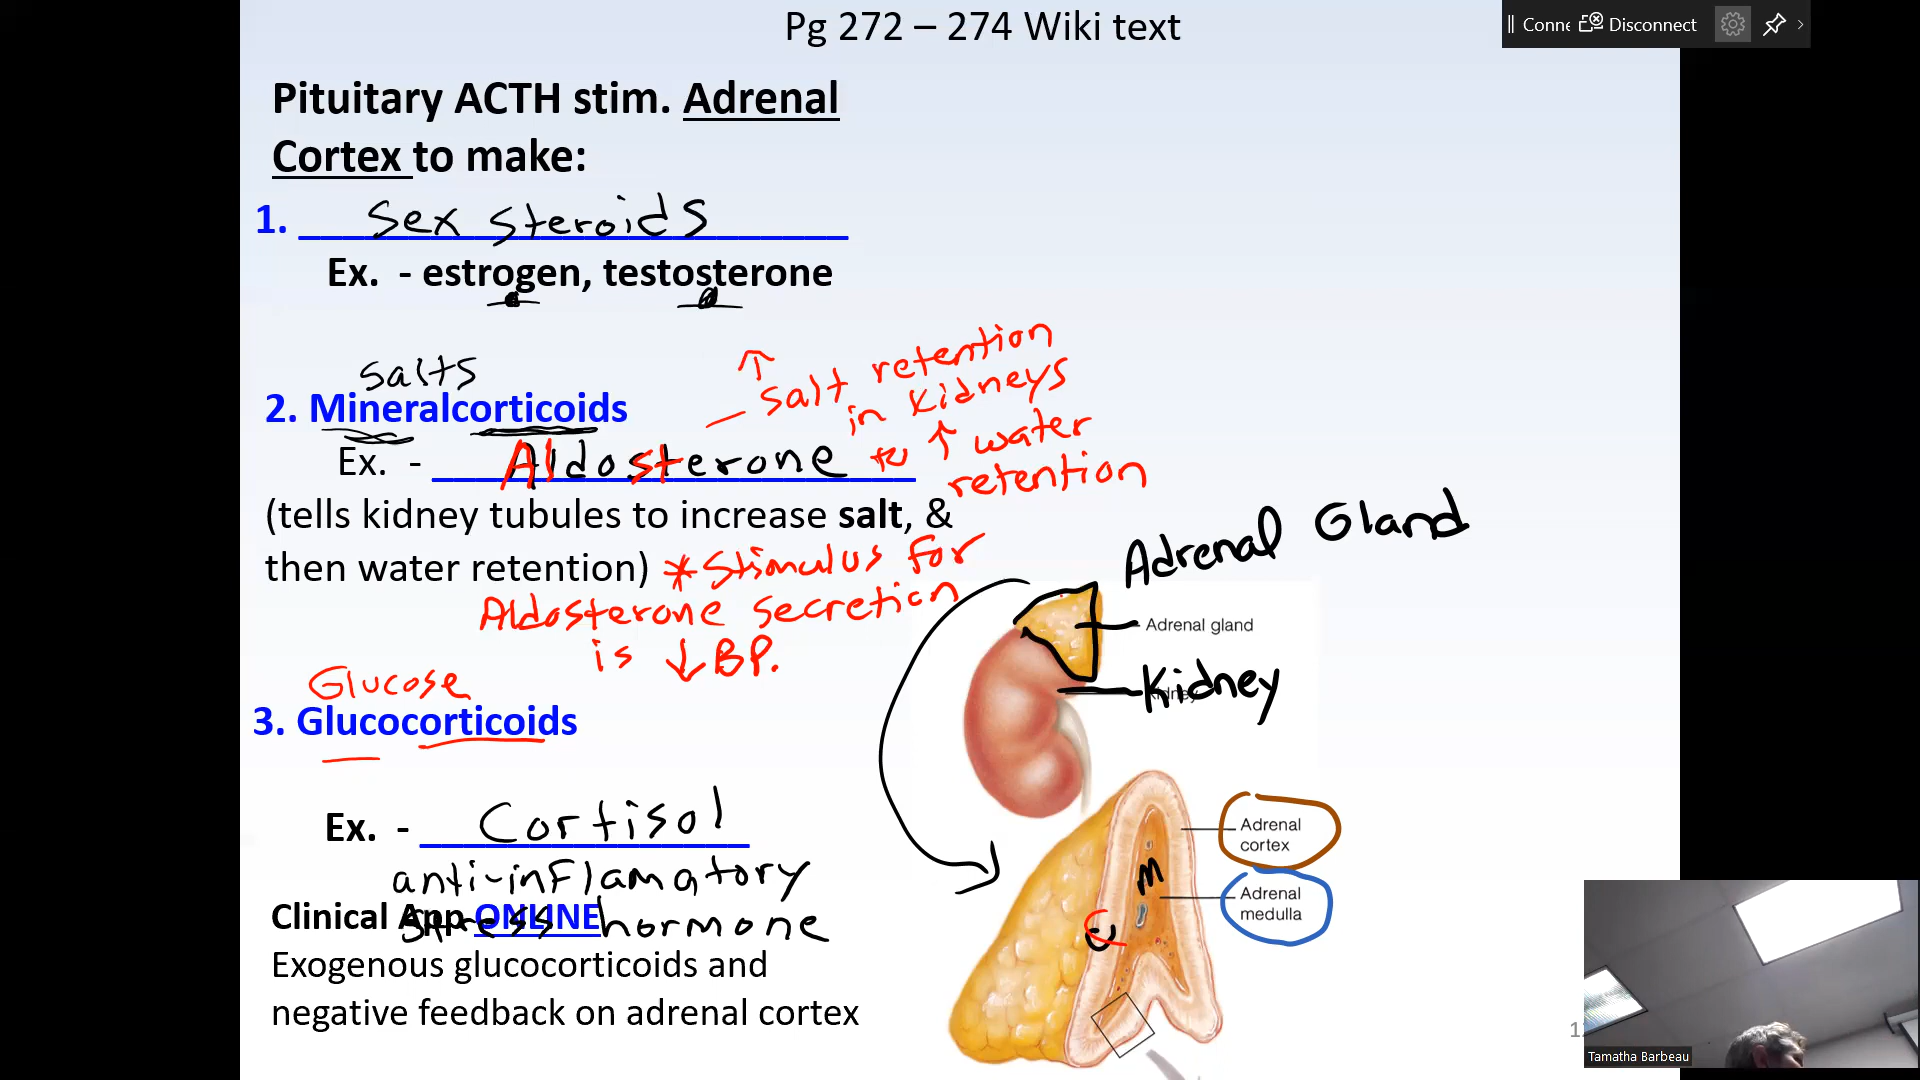 Pg 272 – 274 Wiki text
Conne Disconnect
Pituitary ACTH stim. Adrenal
Cortex to make:
1. Sex steroids
Ex. - estrogen, testosterone
salts
2. Mineralcorticoids
Ex. - Aldosterone
↑
— Salt retention
in Kidneys
to ↑ water
retention
(tells kidney tubules to increase salt, &
then water retention)
*Stimulus for
Aldosterone secretion
is ↓ BP.
Glucose
3. Glucocorticoids
Ex. - Cortisol
anti-inflamatory
stress hormone
Clinical App ONLINE
Exogenous glucocorticoids and
negative feedback on adrenal cortex
Adrenal Gland
Adrenal gland
Kidney
Kidney
Adrenal
cortex
Adrenal
medulla
M
C
Tamatha Barbeau